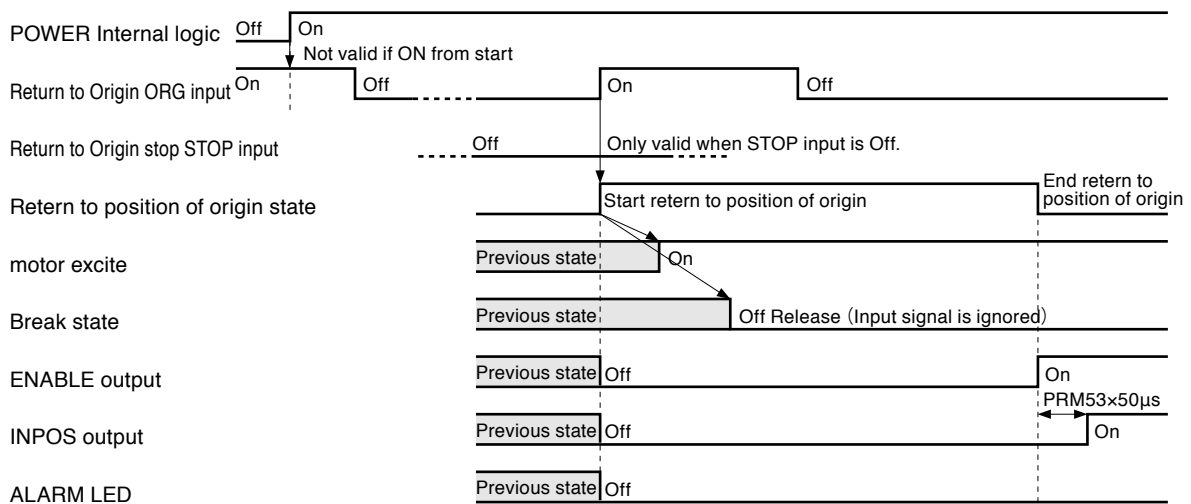 POWER Internal logic Off On
Not valid if ON from start
Return to Origin ORG input On Off On Off
Return to Origin stop STOP input Off Only valid when STOP input is Off.
Retern to position of origin state Start retern to position of origin End retern to
position of origin
motor excite Previous state On
Break state Previous state Off Release (Input signal is ignored)
ENABLE output Previous state Off On
PRM53×50μs
INPOS output Previous state Off On
ALARM LED Previous state Off